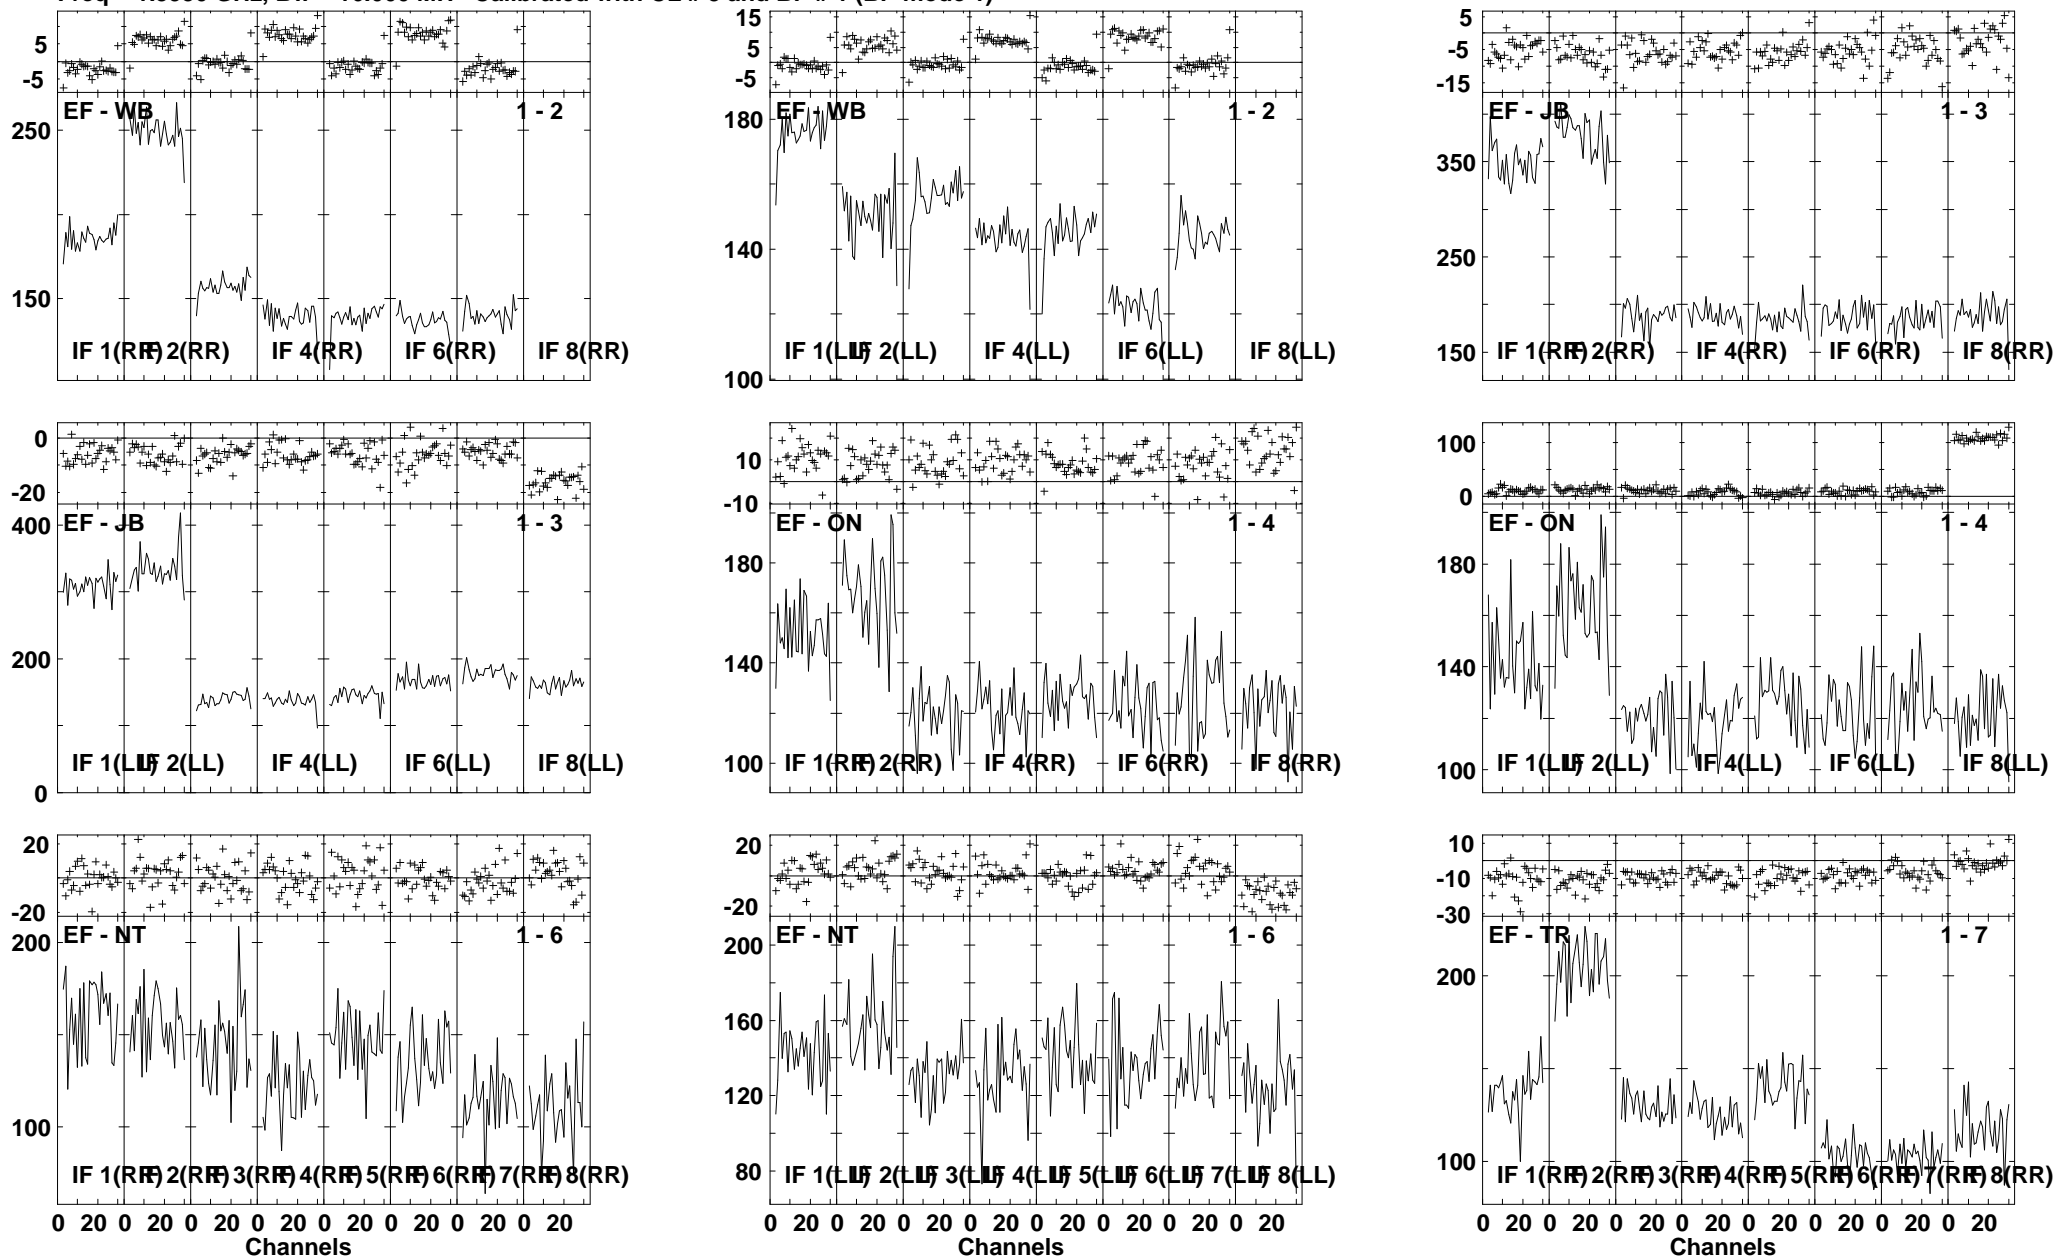 5
-5
EF - WB
1 - 2
250
150
IF 1(RR)
IF 2(RR)
IF 4(RR)
IF 6(RR)
IF 8(RR)
15
5
-5
EF - WB
1 - 2
180
140
100
IF 1(LL)
IF 2(LL)
IF 4(LL)
IF 6(LL)
IF 8(LL)
5
-5
-15
EF - JB
1 - 3
350
250
150
IF 1(RR)
IF 2(RR)
IF 4(RR)
IF 6(RR)
IF 8(RR)
0
-20
EF - JB
1 - 3
400
200
0
IF 1(LL)
IF 2(LL)
IF 4(LL)
IF 6(LL)
IF 8(LL)
10
-10
EF - ON
1 - 4
180
140
100
IF 1(RR)
IF 2(RR)
IF 4(RR)
IF 6(RR)
IF 8(RR)
100
0
EF - ON
1 - 4
180
140
100
IF 1(LL)
IF 2(LL)
IF 4(LL)
IF 6(LL)
IF 8(LL)
20
0
-20
EF - NT
1 - 6
200
100
IF 1(RR)
IF 2(RR)
IF 3(RR)
IF 4(RR)
IF 5(RR)
IF 6(RR)
IF 7(RR)
IF 8(RR)
0 20 0 20 0 20 0 20 0 20 0 20 0 20 0 20
Channels
20
0
-20
EF - NT
1 - 6
200
160
120
80
IF 1(LL)
IF 2(LL)
IF 3(LL)
IF 4(LL)
IF 5(LL)
IF 6(LL)
IF 7(LL)
IF 8(LL)
0 20 0 20 0 20 0 20 0 20 0 20 0 20 0 20
Channels
10
-10
-30
EF - TR
1 - 7
200
100
IF 1(RR)
IF 2(RR)
IF 3(RR)
IF 4(RR)
IF 5(RR)
IF 6(RR)
IF 7(RR)
IF 8(RR)
0 20 0 20 0 20 0 20 0 20 0 20 0 20 0 20
Channels